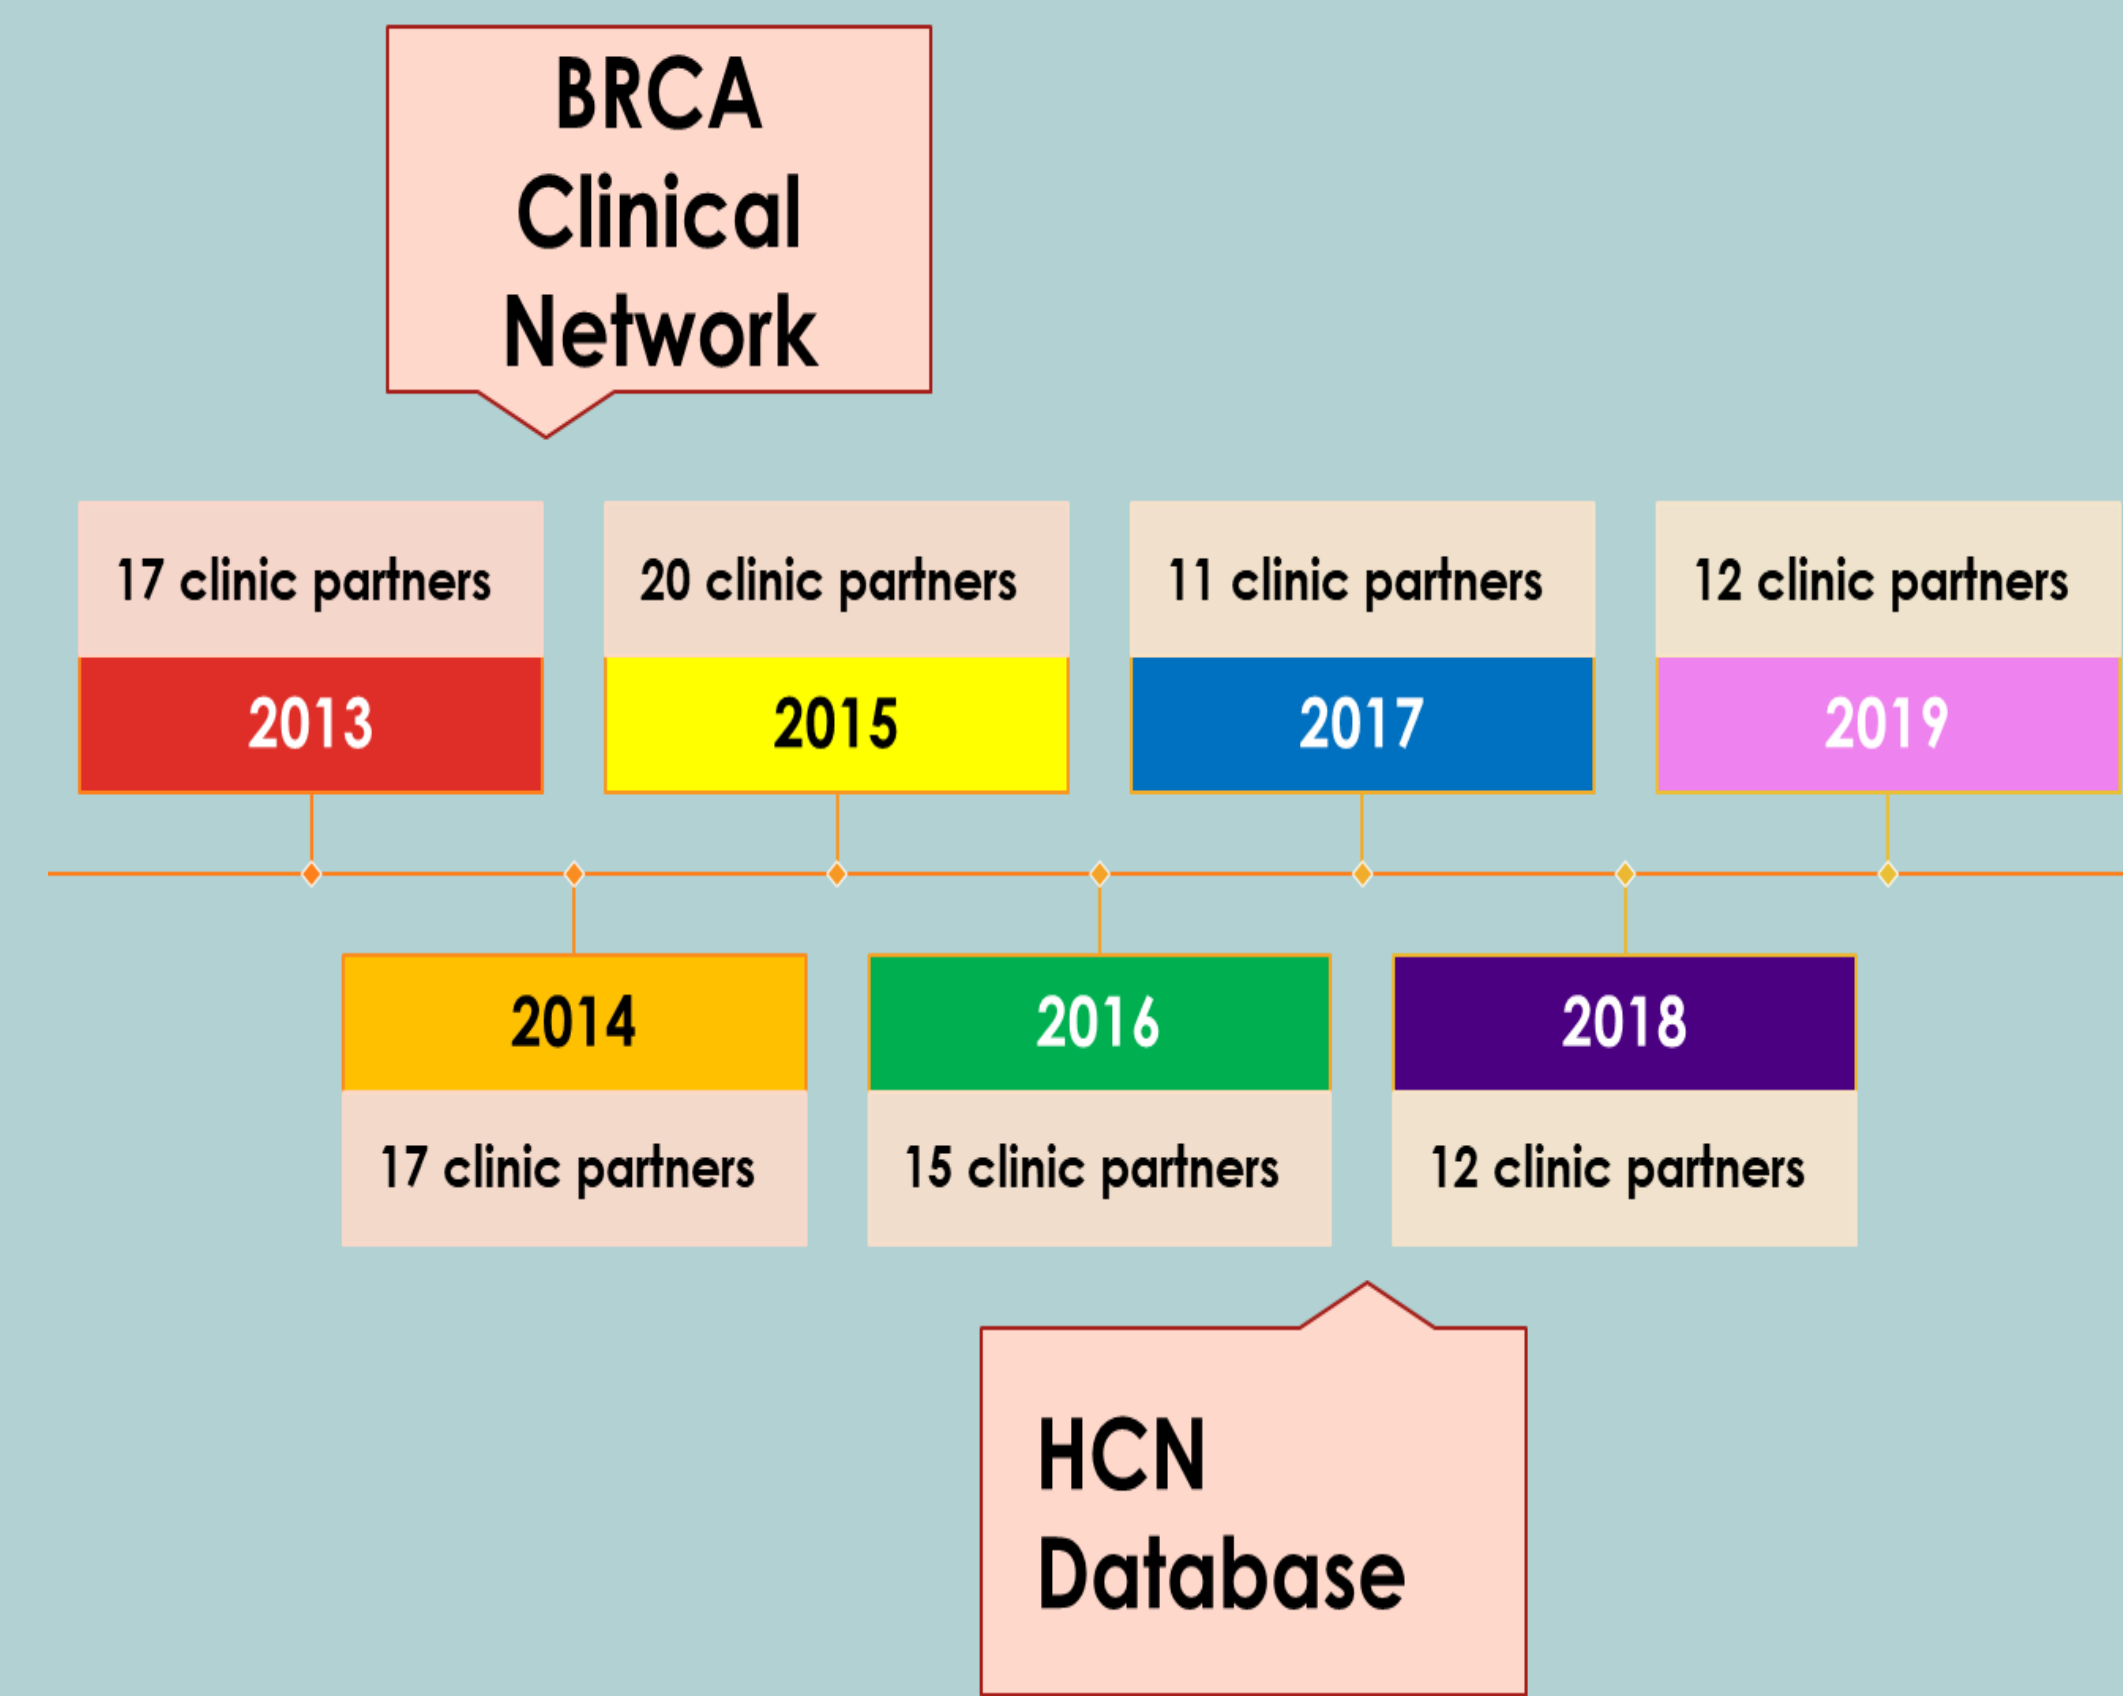 BRCA
Clinical
Network
17 clinic partners
2013
20 clinic partners
2015
11 clinic partners
2017
12 clinic partners
2019
2014
17 clinic partners
2016
15 clinic partners
2018
12 clinic partners
HCN
Database